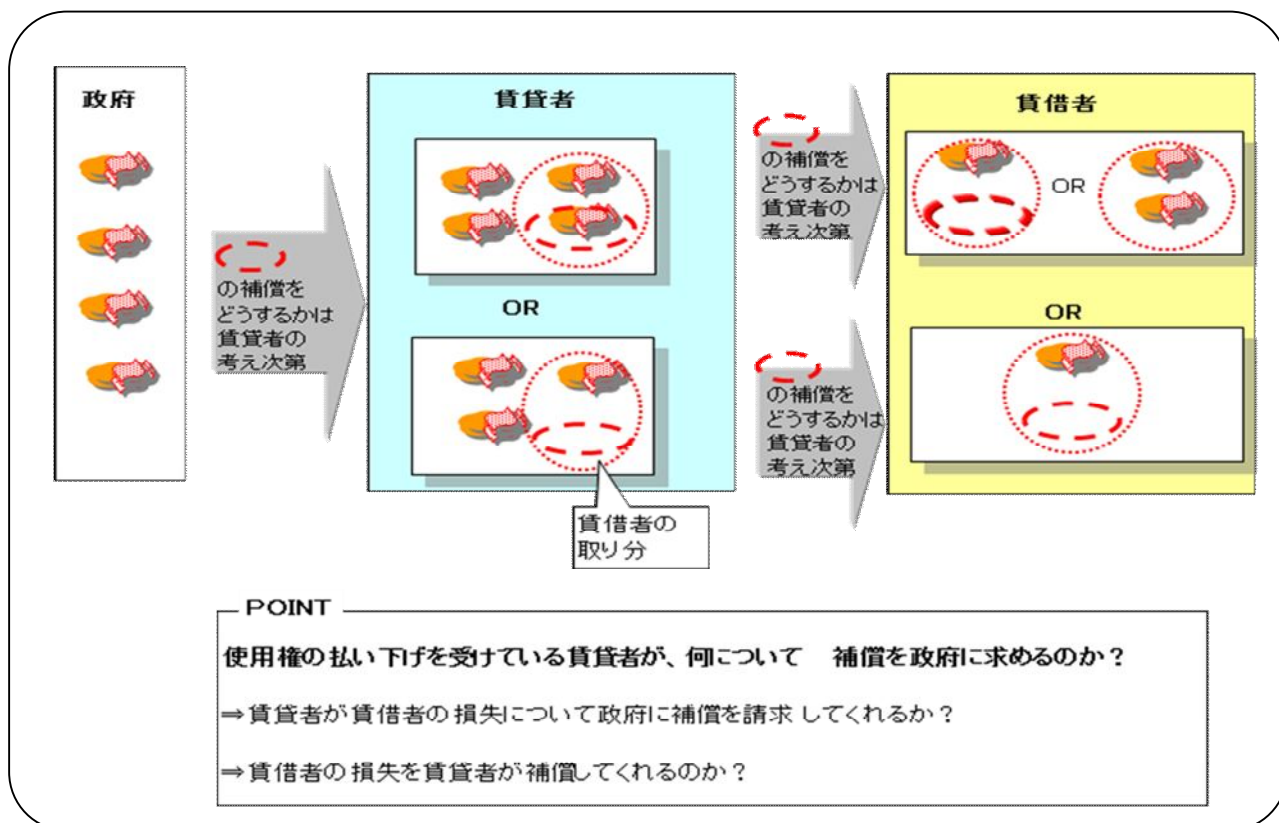 政府
の補償を
どうするかは
賃貸者の
考え次第
賃貸者
OR
賃借者の
取り分
の補償を
どうするかは
賃貸者の
考え次第
の補償を
どうするかは
賃貸者の
考え次第
賃借者
OR
OR
POINT
使用権の払い下げを受けている賃貸者が、何について　補償を政府に求めるのか？
⇒賃貸者が賃借者の損失について政府に補償を請求してくれるか？
⇒賃借者の損失を賃貸者が補償してくれるのか？